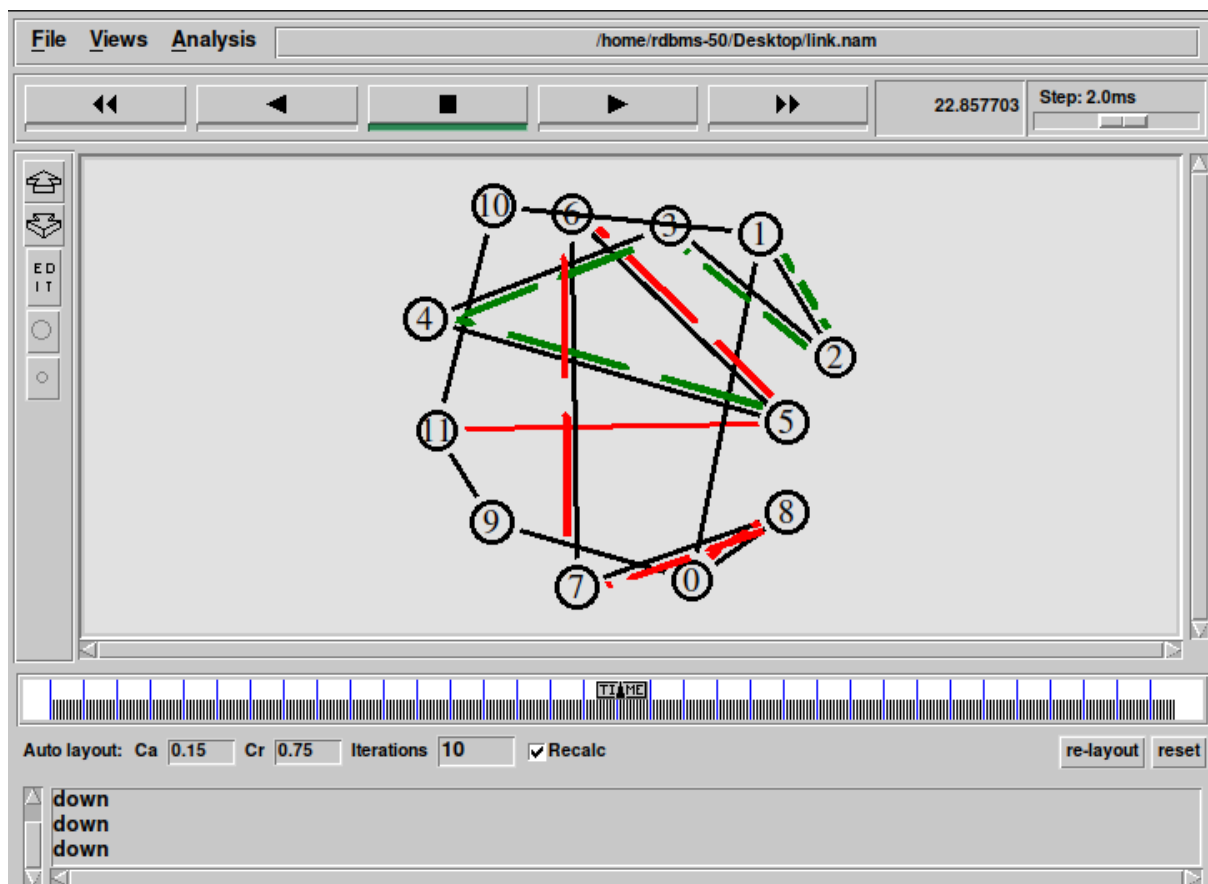 File Views Analysis /home/rdbms-50/Desktop/link.nam
22.857703 Step: 2.0ms
10 6 3 1
ED
IT
4
2
5
11
8
9
7 0
TIME
Auto layout: Ca 0.15 Cr 0.75 Iterations 10 Recalc re-layout reset
down
down
down